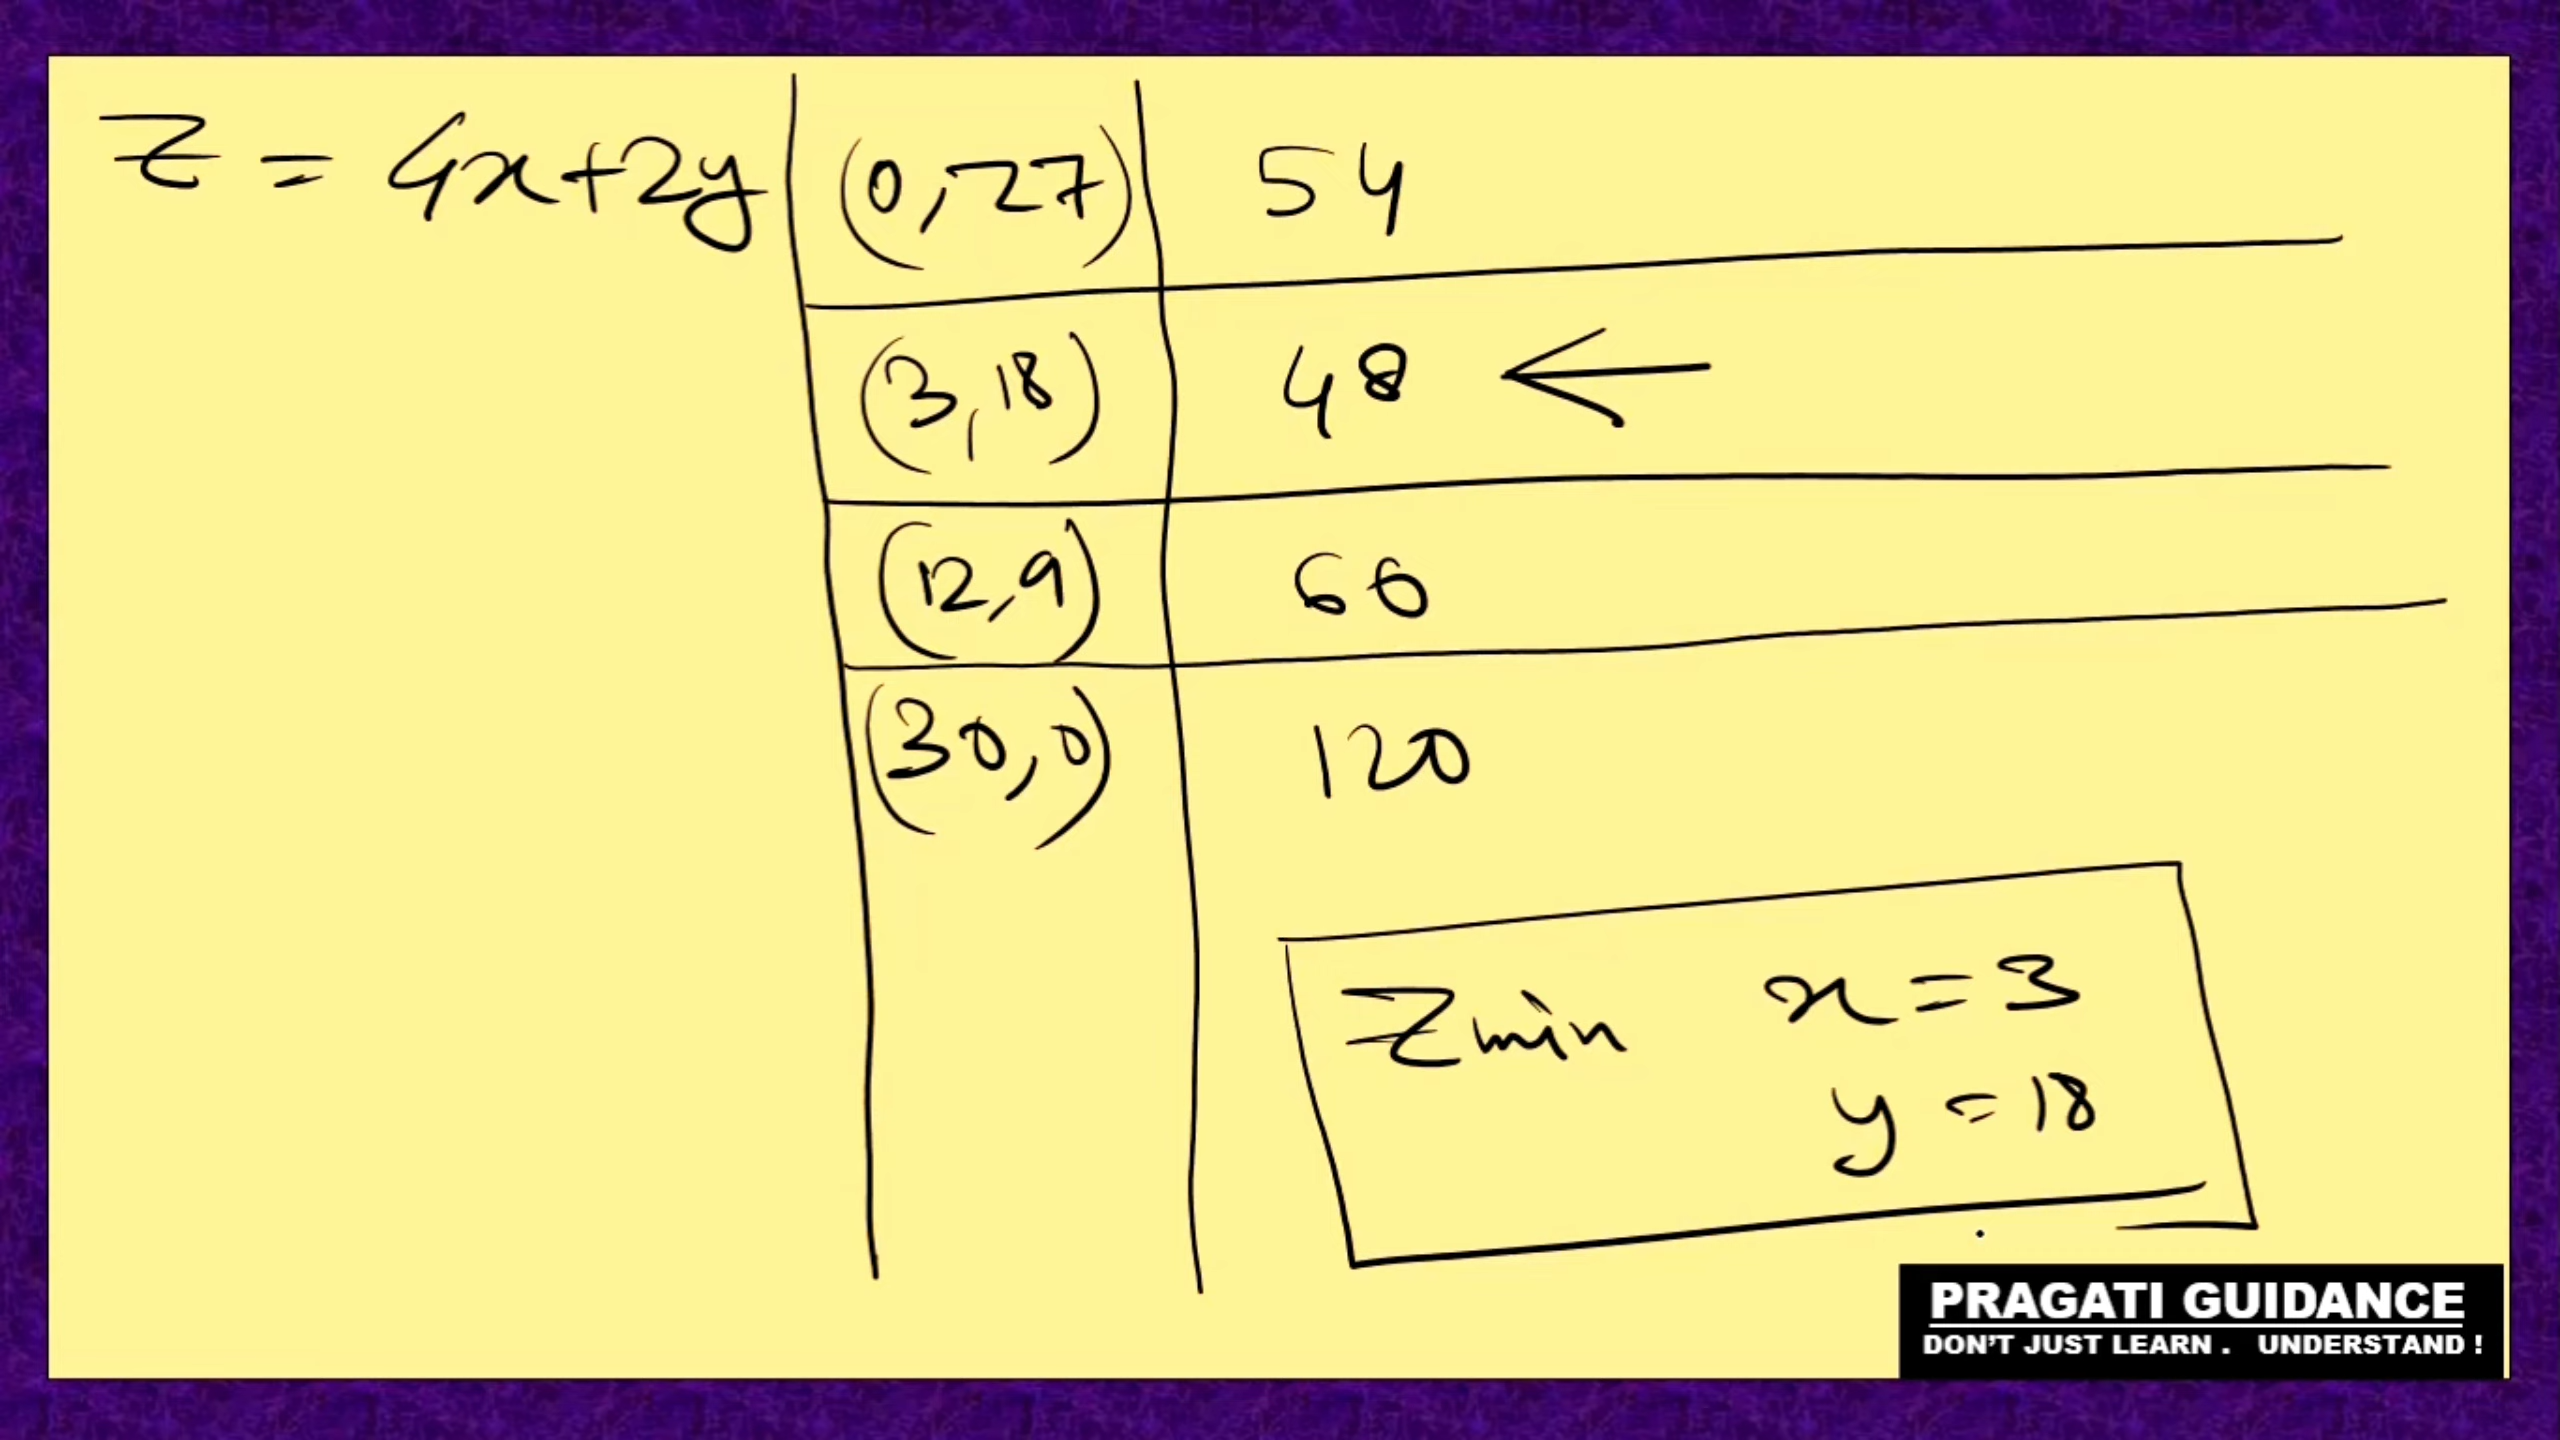 Z = 4x+2y (0,27) 54
(3,18) 48 ←
(12,9) 66
(30,0) 120
Zmin x = 3
y = 18
PRAGATI GUIDANCE
DON'T JUST LEARN . UNDERSTAND !